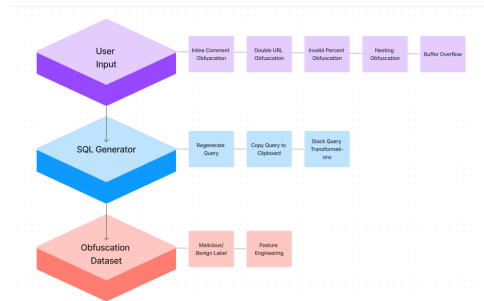 User
Input
Inline Comment
Obfuscation
Double URL
Obfuscation
Invalid Percent
Obfuscation
Nesting
Obfuscation
Buffer Overflow
SQL Generator
Regenerate
Query
Copy Query to
Clipboard
Stack Query
Transformati-
ons
Obfuscation
Dataset
Malicious/
Benign Label
Feature
Engineering